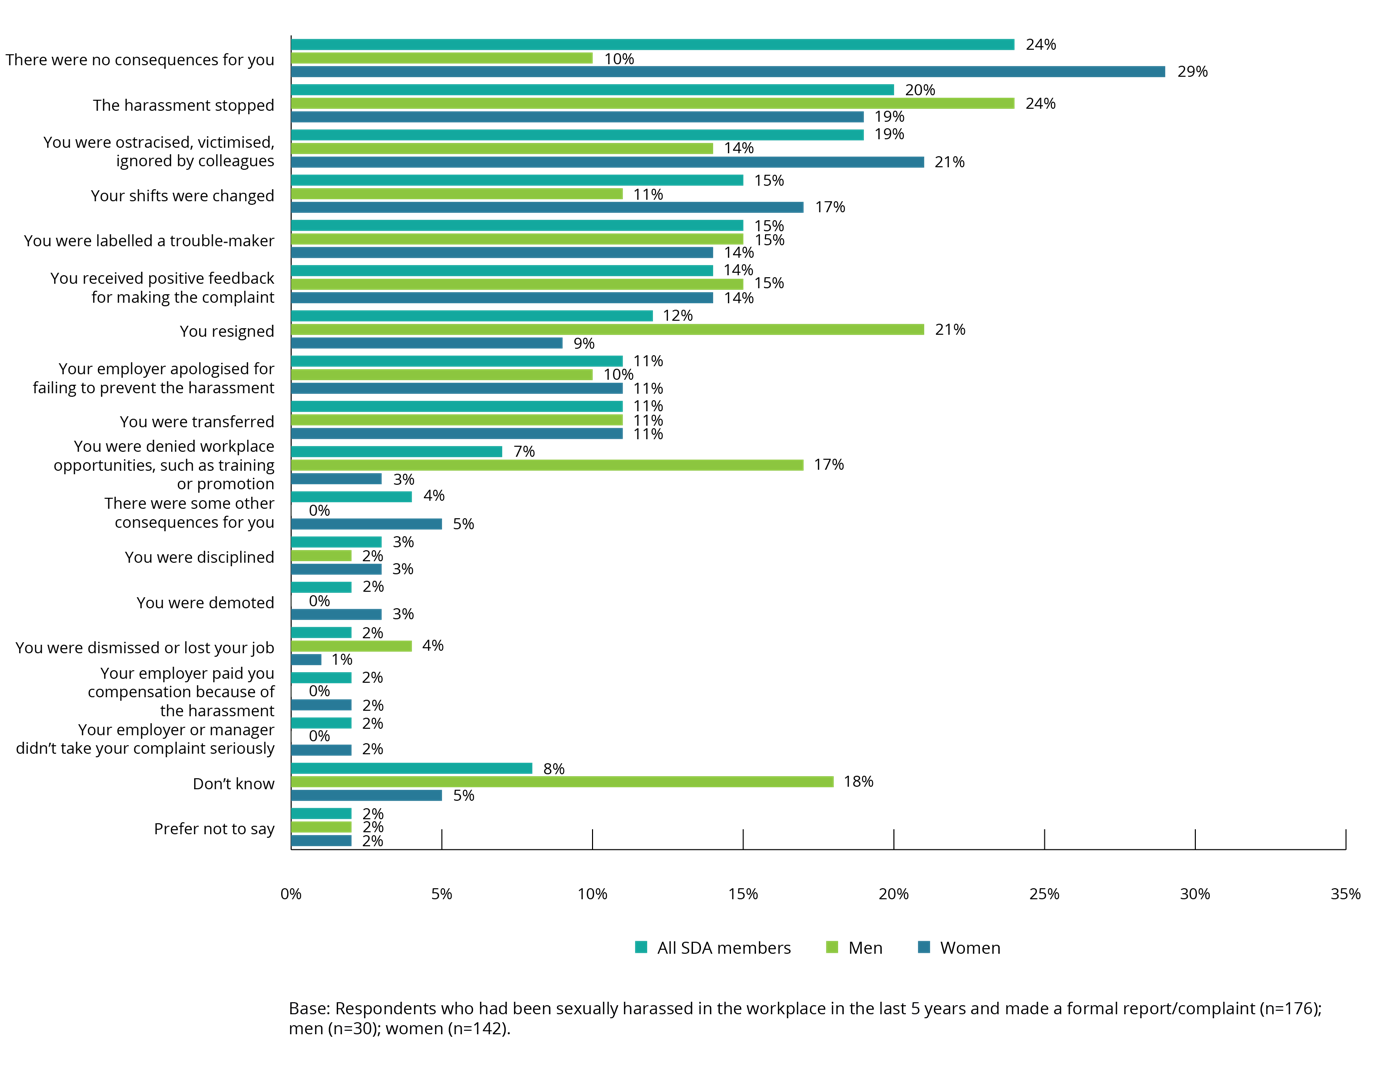 There were no consequences for you
24%
10%
29%
The harassment stopped
20%
24%
19%
You were ostracised, victimised,
ignored by colleagues
19%
14%
21%
Your shifts were changed
15%
11%
17%
You were labelled a trouble-maker
15%
15%
14%
You received positive feedback
for making the complaint
14%
15%
14%
You resigned
12%
21%
9%
Your employer apologised for
failing to prevent the harassment
11%
10%
11%
You were transferred
11%
11%
11%
You were denied workplace
opportunities, such as training
or promotion
7%
17%
3%
There were some other
consequences for you
4%
0%
5%
You were disciplined
3%
2%
3%
You were demoted
2%
0%
3%
You were dismissed or lost your job
2%
4%
1%
Your employer paid you
compensation because of
the harassment
2%
0%
2%
Your employer or manager
didn’t take your complaint seriously
2%
0%
2%
Don’t know
8%
18%
5%
Prefer not to say
2%
2%
2%
0% 5% 10% 15% 20% 25% 30% 35%
All SDA members Men Women
Base: Respondents who had been sexually harassed in the workplace in the last 5 years and made a formal report/complaint (n=176);
men (n=30); women (n=142).